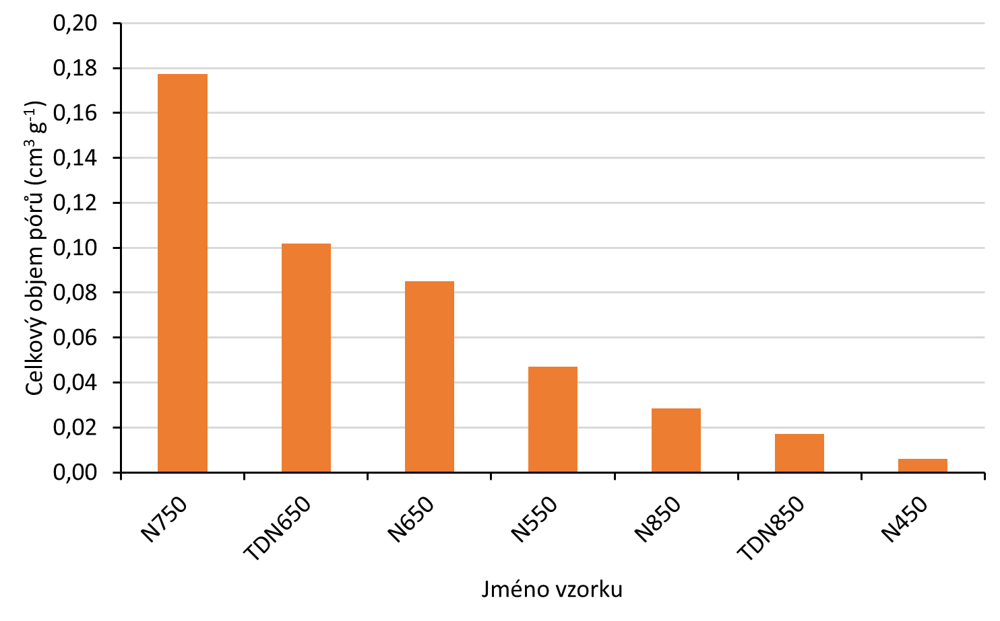 0,20
0,18
0,16
0,14
0,12
0,10
0,08
0,06
0,04
0,02
0,00
Celkový objem pórů (cm³ g⁻¹)
N750
TDN650
N650
N550
N850
TDN850
N450
Jméno vzorku